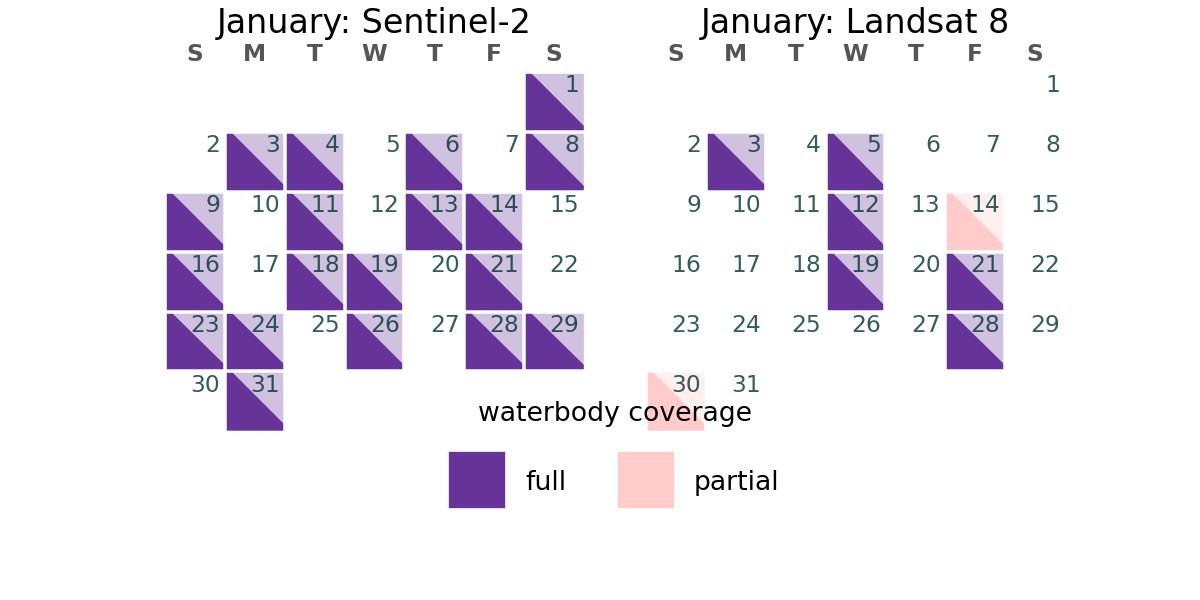 January: Sentinel-2
S M T W T F S
1
2 3 4 5 6 7 8
9 10 11 12 13 14 15
16 17 18 19 20 21 22
23 24 25 26 27 28 29
30 31
January: Landsat 8
S M T W T F S
1
2 3 4 5 6 7 8
9 10 11 12 13 14 15
16 17 18 19 20 21 22
23 24 25 26 27 28 29
30 31
waterbody coverage
full partial